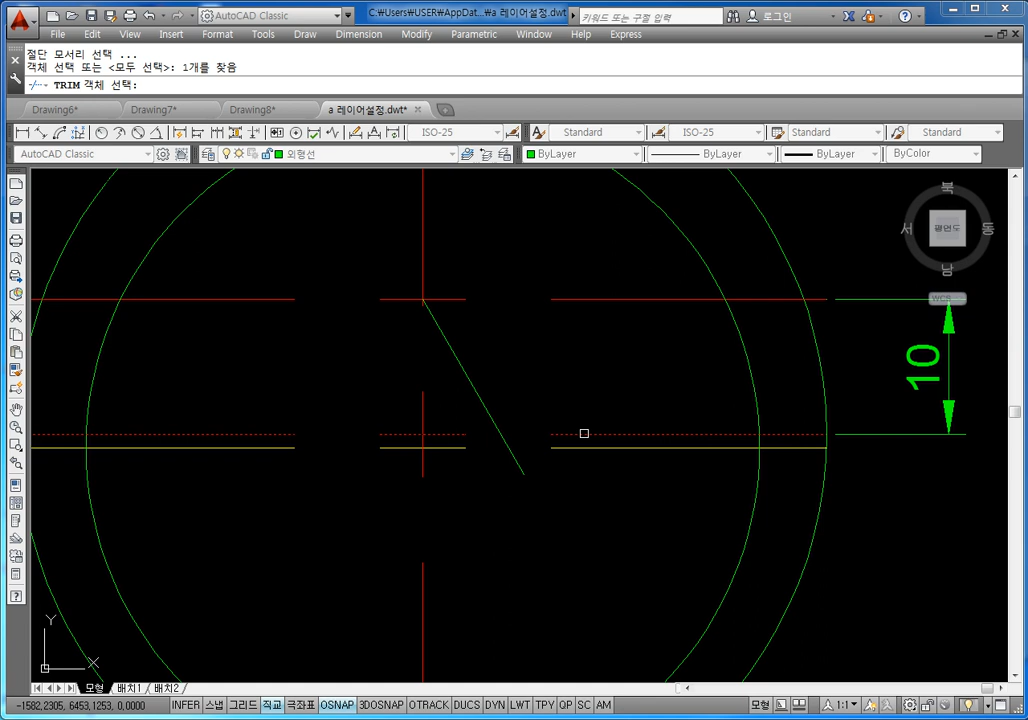 AutoCAD Classic
C:₩Users₩USER₩AppDat...₩a 레이어설정.dwt
키워드 또는 구절 입력
로그인
File Edit View Insert Format Tools Draw Dimension Modify Parametric Window Help Express
절단 모서리 선택 ...
객체 선택 또는 <모두 선택>: 1개를 찾음
TRIM 객체 선택:
Drawing6* Drawing7* Drawing8* a 레이어설정.dwt*
ISO-25 Standard ISO-25 Standard Standard
AutoCAD Classic 외형선 ByLayer ByLayer ByLayer ByColor
북
서 평면도 동
남
WCS
10
Y
X
모형 배치1 배치2
-1582,2305, 6453,1253, 0,0000 INFER 스냅 그리드 직교 극좌표 OSNAP 3DOSNAP OTRACK DUCS DYN LWT TPY QP SC AM 모형 1:1